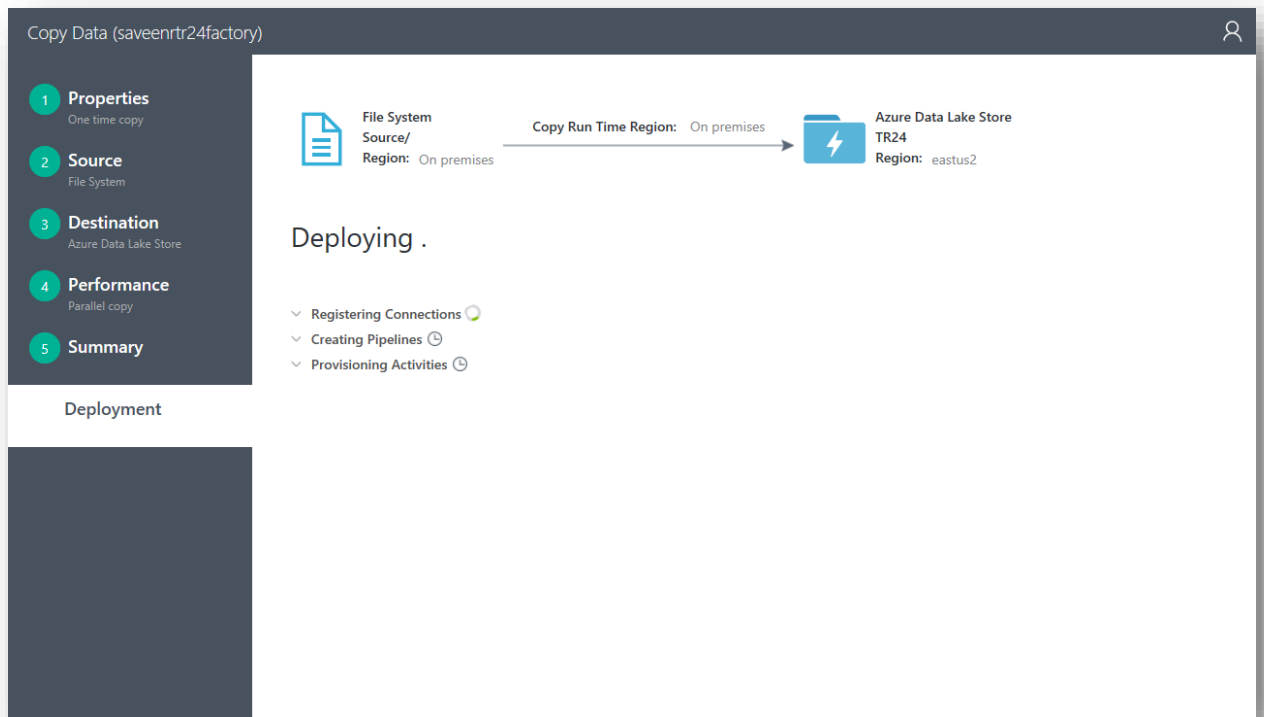 Copy Data (saveenrtr24factory)
1 Properties
One time copy
2 Source
File System
3 Destination
Azure Data Lake Store
4 Performance
Parallel copy
5 Summary
Deployment
File System
Source/
Region: On premises
Copy Run Time Region: On premises
Azure Data Lake Store
TR24
Region: eastus2
Deploying .
Registering Connections
Creating Pipelines
Provisioning Activities